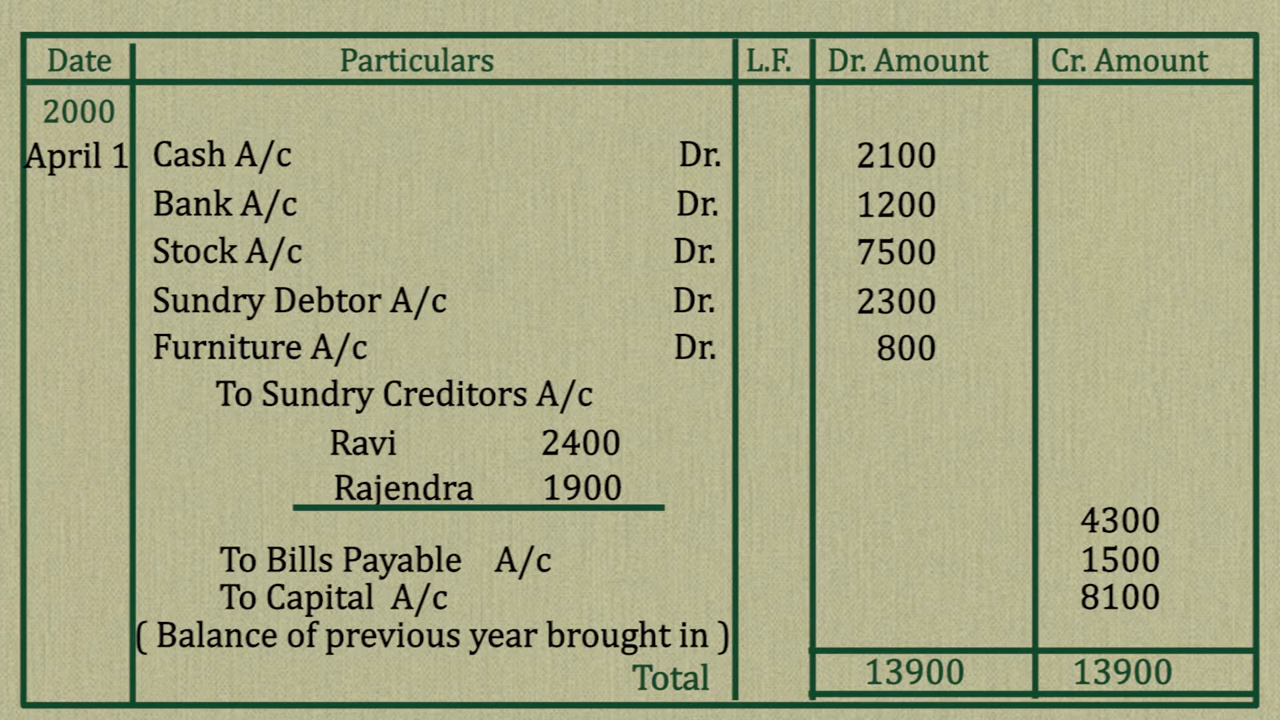 Date Particulars L.F. Dr. Amount Cr. Amount
2000
April 1 Cash A/c Dr. 2100
Bank A/c Dr. 1200
Stock A/c Dr. 7500
Sundry Debtor A/c Dr. 2300
Furniture A/c Dr. 800
To Sundry Creditors A/c
Ravi 2400
Rajendra 1900
4300
To Bills Payable A/c 1500
To Capital A/c 8100
( Balance of previous year brought in )
Total 13900 13900